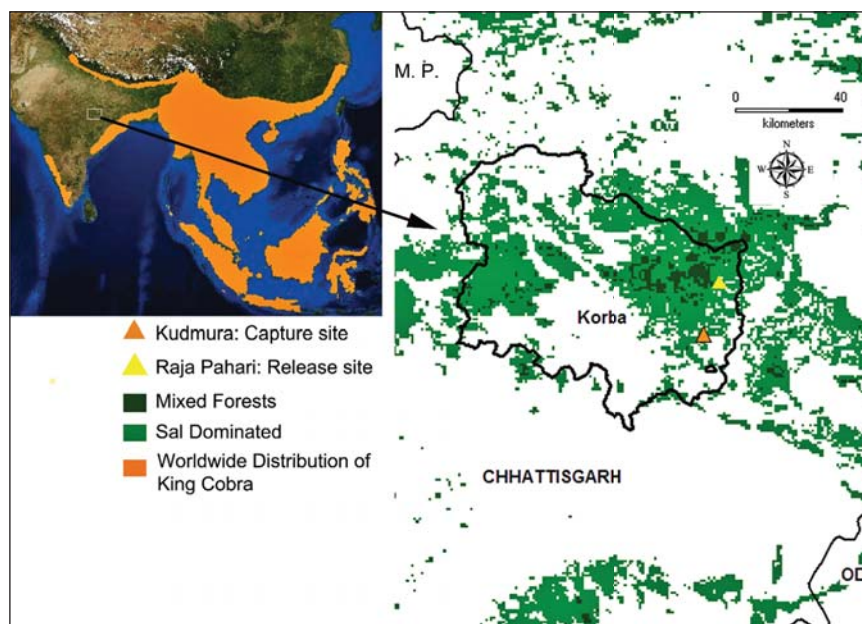 M. P.
0 40
kilometers
N
W E
S
Korba
Kudmura: Capture site
Raja Pahari: Release site
Mixed Forests
Sal Dominated
Worldwide Distribution of
King Cobra
CHHATTISGARH
OD